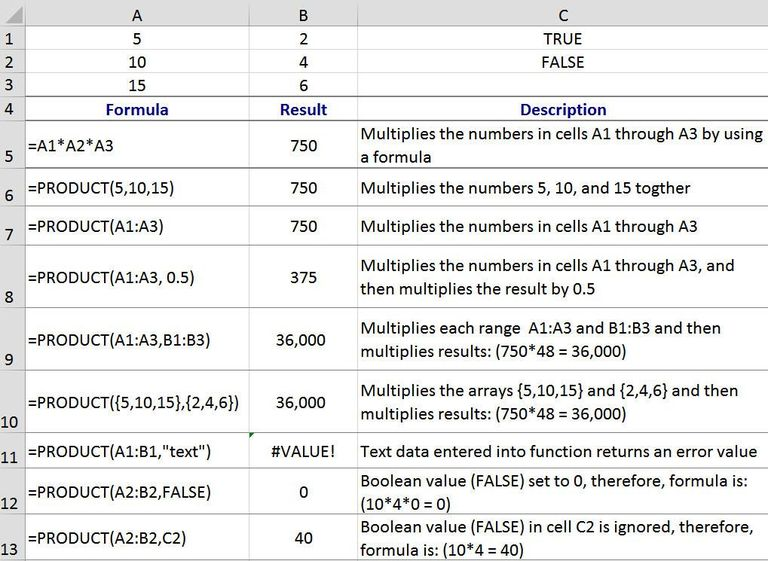 A B C
1 5 2 TRUE
2 10 4 FALSE
3 15 6
4 Formula Result Description
5 =A1*A2*A3 750 Multiplies the numbers in cells A1 through A3 by using
a formula
6 =PRODUCT(5,10,15) 750 Multiplies the numbers 5, 10, and 15 togther
7 =PRODUCT(A1:A3) 750 Multiplies the numbers in cells A1 through A3
8 =PRODUCT(A1:A3, 0.5) 375 Multiplies the numbers in cells A1 through A3, and
then multiplies the result by 0.5
9 =PRODUCT(A1:A3,B1:B3) 36,000 Multiplies each range A1:A3 and B1:B3 and then
multiplies results: (750*48 = 36,000)
10 =PRODUCT({5,10,15},{2,4,6}) 36,000 Multiplies the arrays {5,10,15} and {2,4,6} and then
multiplies results: (750*48 = 36,000)
11 =PRODUCT(A1:B1,"text") #VALUE! Text data entered into function returns an error value
12 =PRODUCT(A2:B2,FALSE) 0 Boolean value (FALSE) set to 0, therefore, formula is:
(10*4*0 = 0)
13 =PRODUCT(A2:B2,C2) 40 Boolean value (FALSE) in cell C2 is ignored, therefore,
formula is: (10*4 = 40)